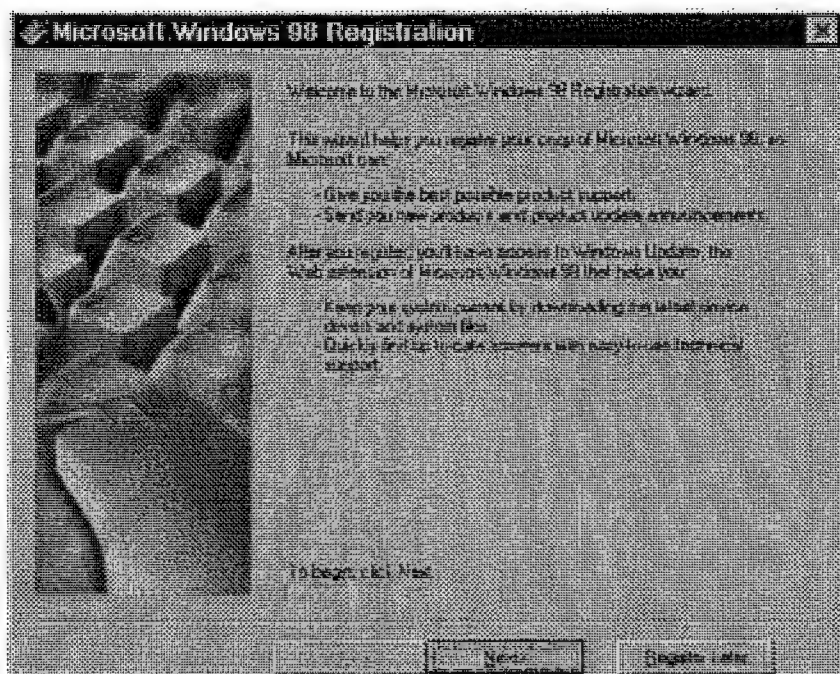 Microsoft Windows 98 Registration
Welcome to the Microsoft Windows 98 Registration wizard.
This wizard helps you register your copy of Microsoft Windows 98, so
Microsoft can:
- Give you the best possible product support.
- Send you new products and product update announcements.
After you register, you'll have access to Windows Update, the
Web extension of Microsoft Windows 98 that helps you:
- Keep your system current by downloading the latest device
drivers and system files.
- Quickly find up-to-date answers with easy-to-use technical
support.
To begin, click Next.
Next>
Register Later